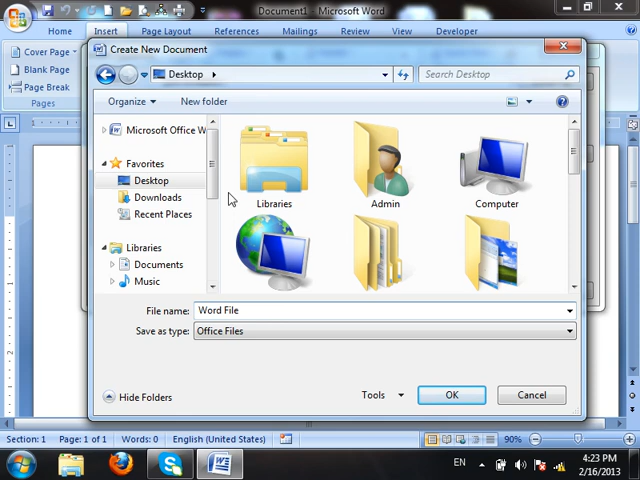 Document1 - Microsoft Word
Home Insert Page Layout References Mailings Review View Developer
Cover Page
Blank Page
Page Break
Pages
Create New Document
Desktop
Search Desktop
Organize New folder
Microsoft Office W
Favorites
Desktop
Downloads
Recent Places
Libraries
Documents
Music
Libraries Admin Computer
File name: Word File
Save as type: Office Files
Hide Folders
Tools OK Cancel
Section: 1 Page: 1 of 1 Words: 0 English (United States) 90%
EN 4:23 PM
2/16/2013